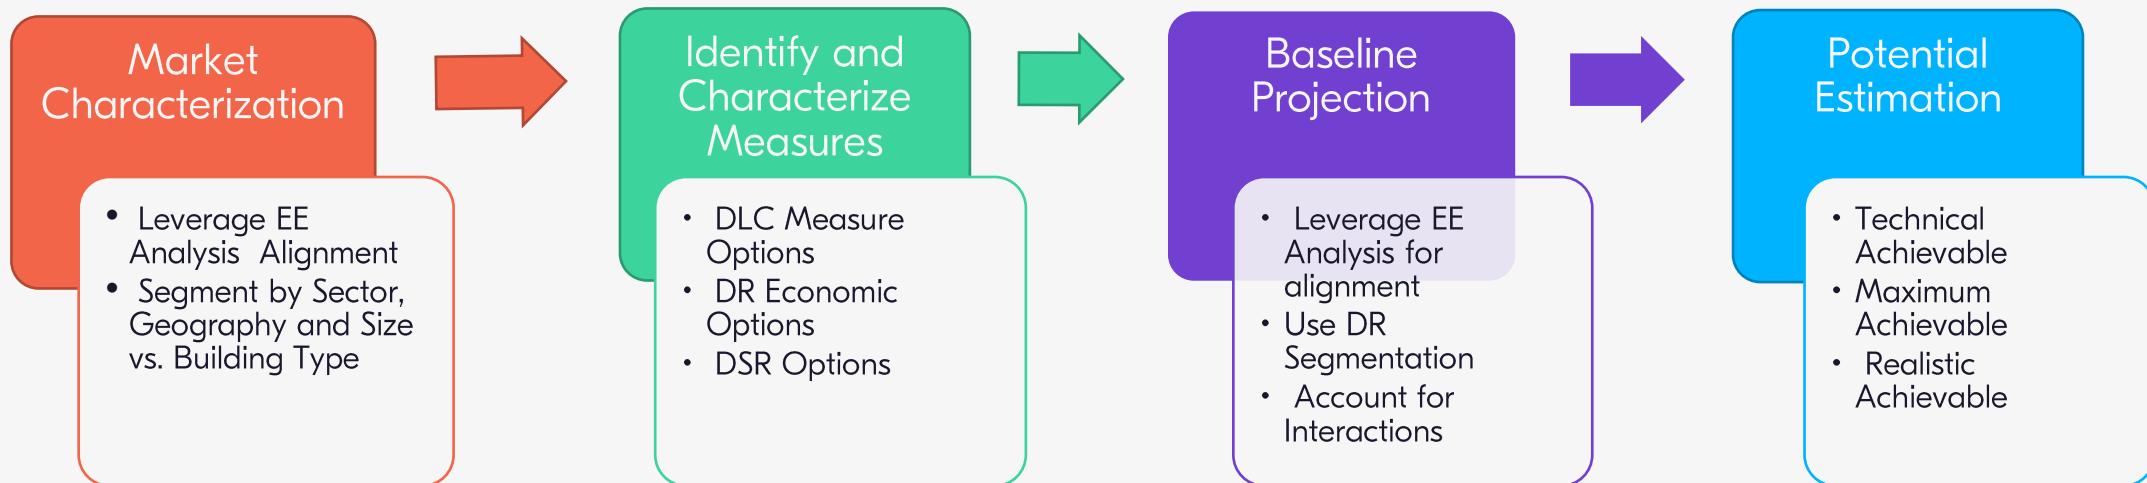 Market
Characterization
• Leverage EE
Analysis  Alignment
• Segment by Sector,
Geography and Size
vs. Building Type
Identify and
Characterize
Measures
• DLC Measure
Options
• DR Economic
Options
• DSR Options
Baseline
Projection
• Leverage EE
Analysis for
alignment
• Use DR
Segmentation
• Account for
Interactions
Potential
Estimation
• Technical
Achievable
• Maximum
Achievable
• Realistic
Achievable